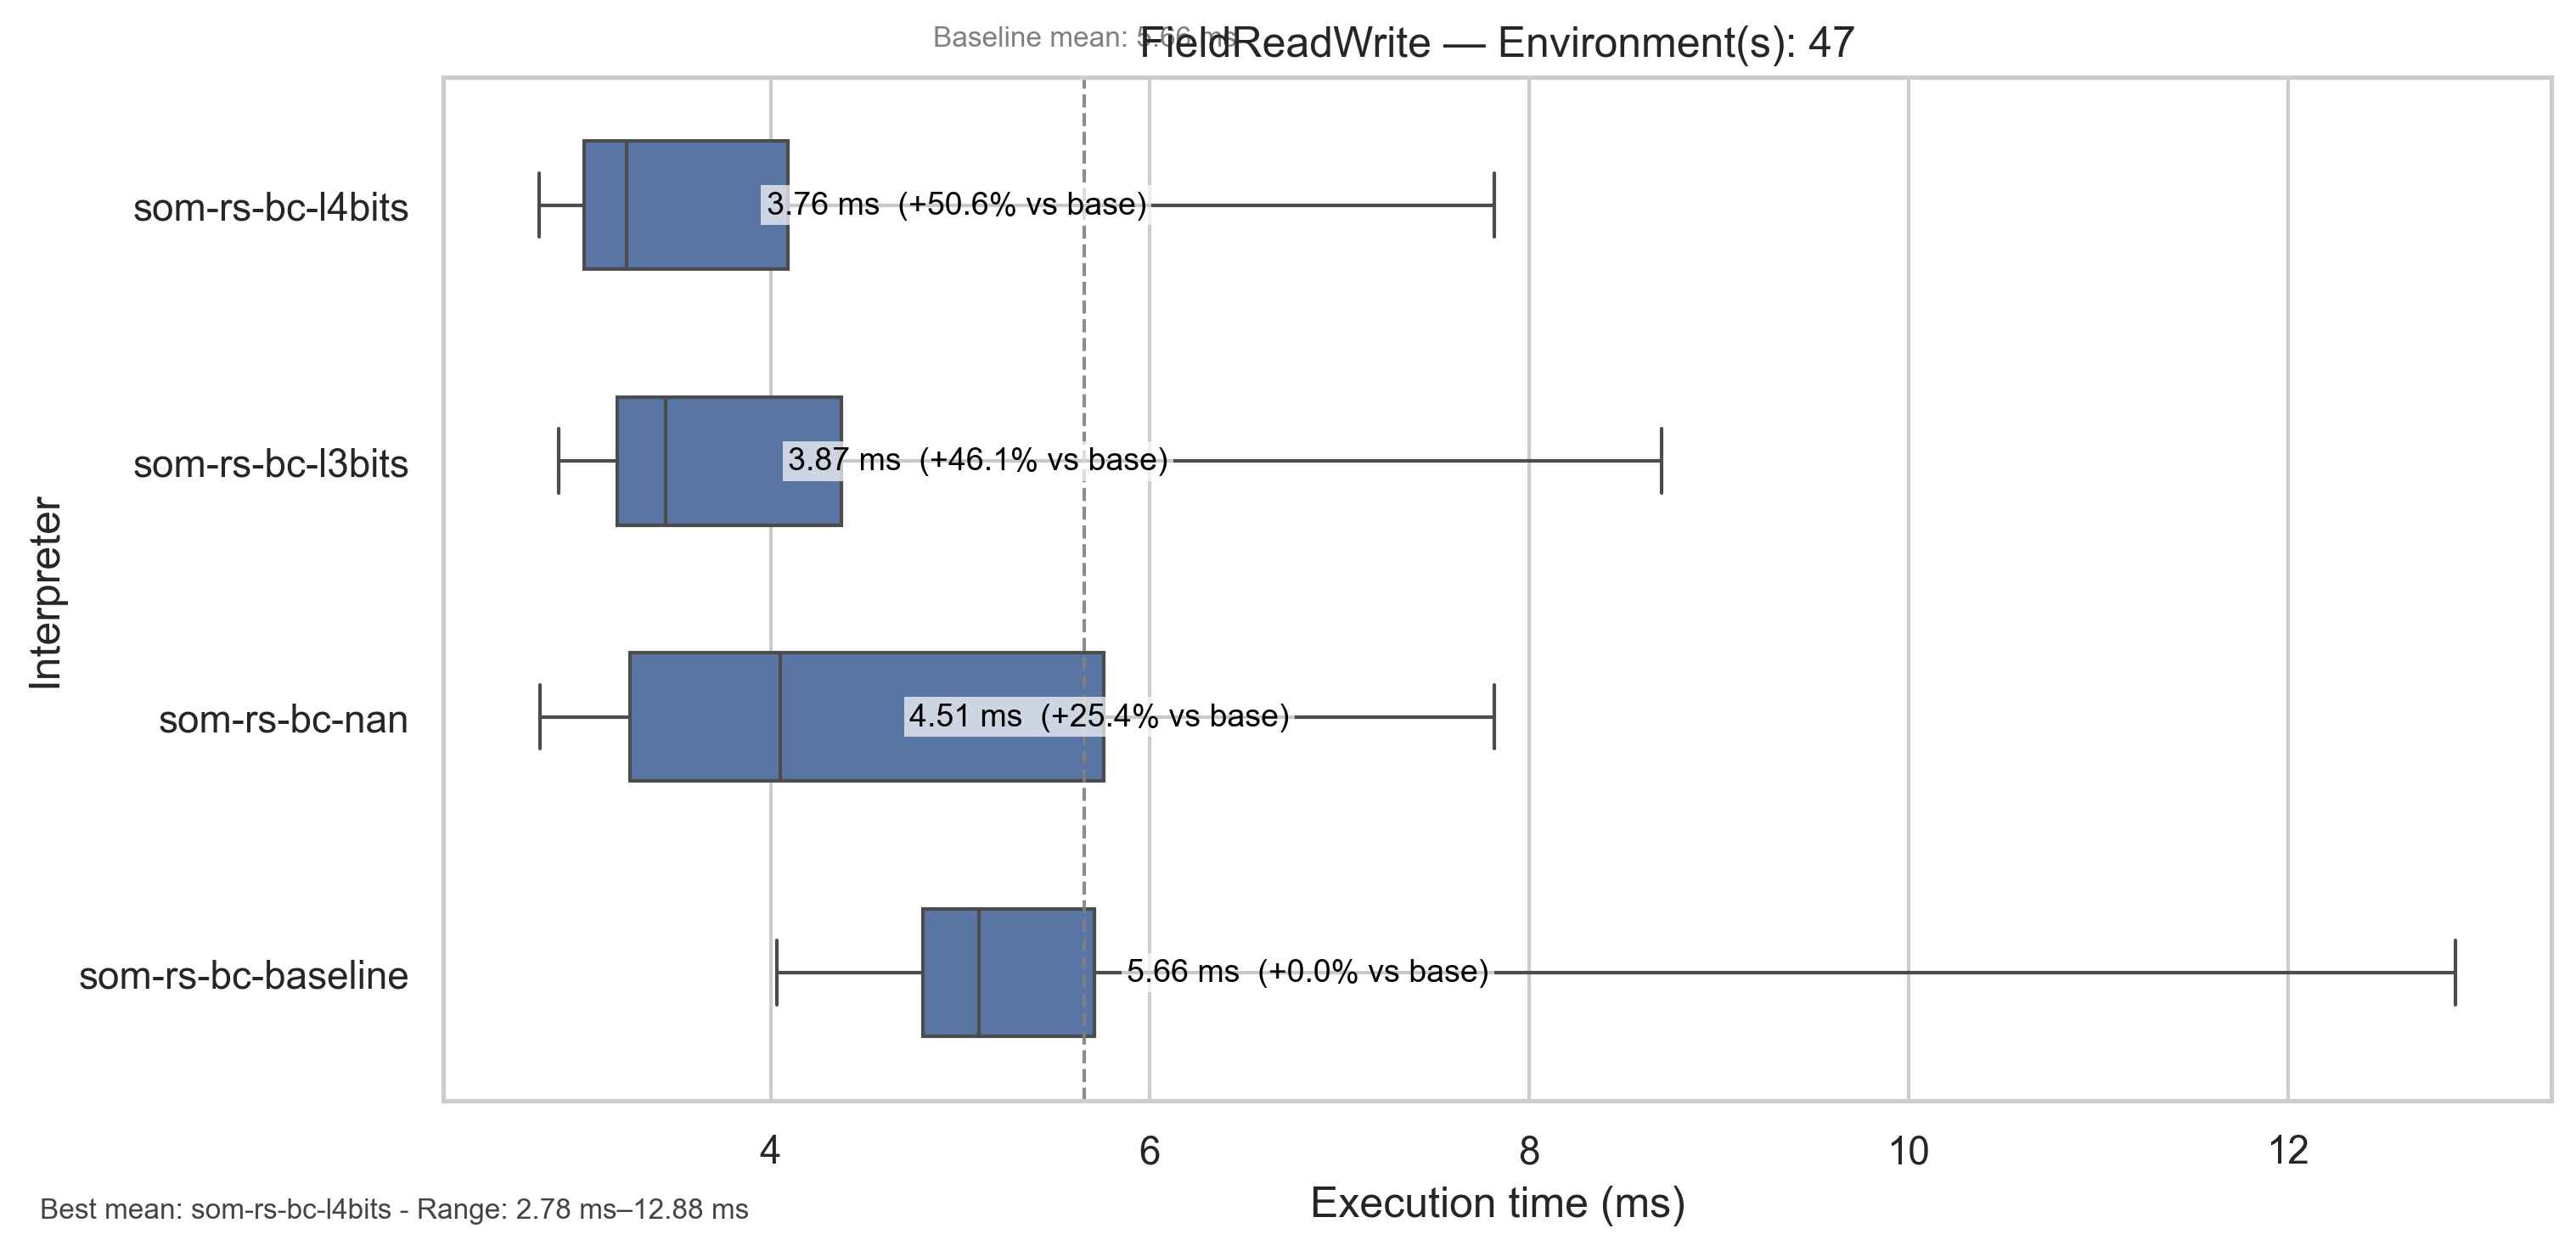 Baseline mean: 5.66 ms
FieldReadWrite — Environment(s): 47
som-rs-bc-l4bits
3.76 ms (+50.6% vs base)
som-rs-bc-l3bits
3.87 ms (+46.1% vs base)
Interpreter
som-rs-bc-nan
4.51 ms (+25.4% vs base)
som-rs-bc-baseline
5.66 ms (+0.0% vs base)
4 6 8 10 12
Execution time (ms)
Best mean: som-rs-bc-l4bits - Range: 2.78 ms–12.88 ms